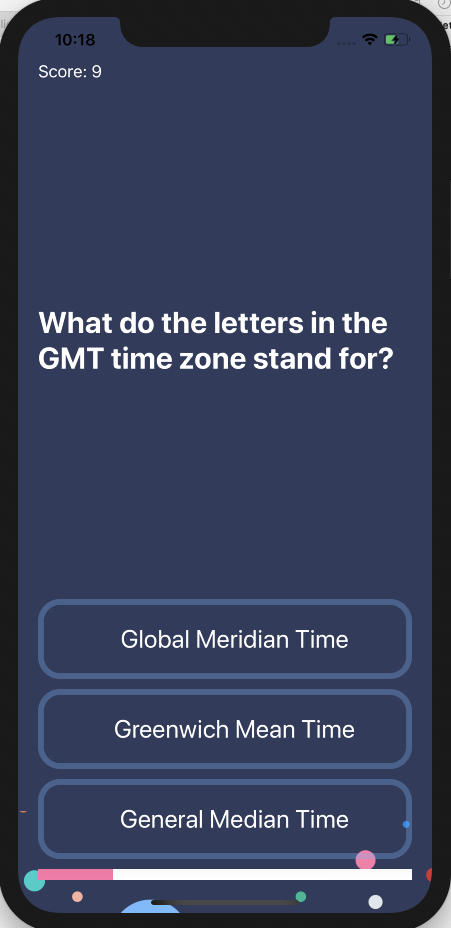 10:18
Score: 9
What do the letters in the
GMT time zone stand for?
Global Meridian Time
Greenwich Mean Time
General Median Time